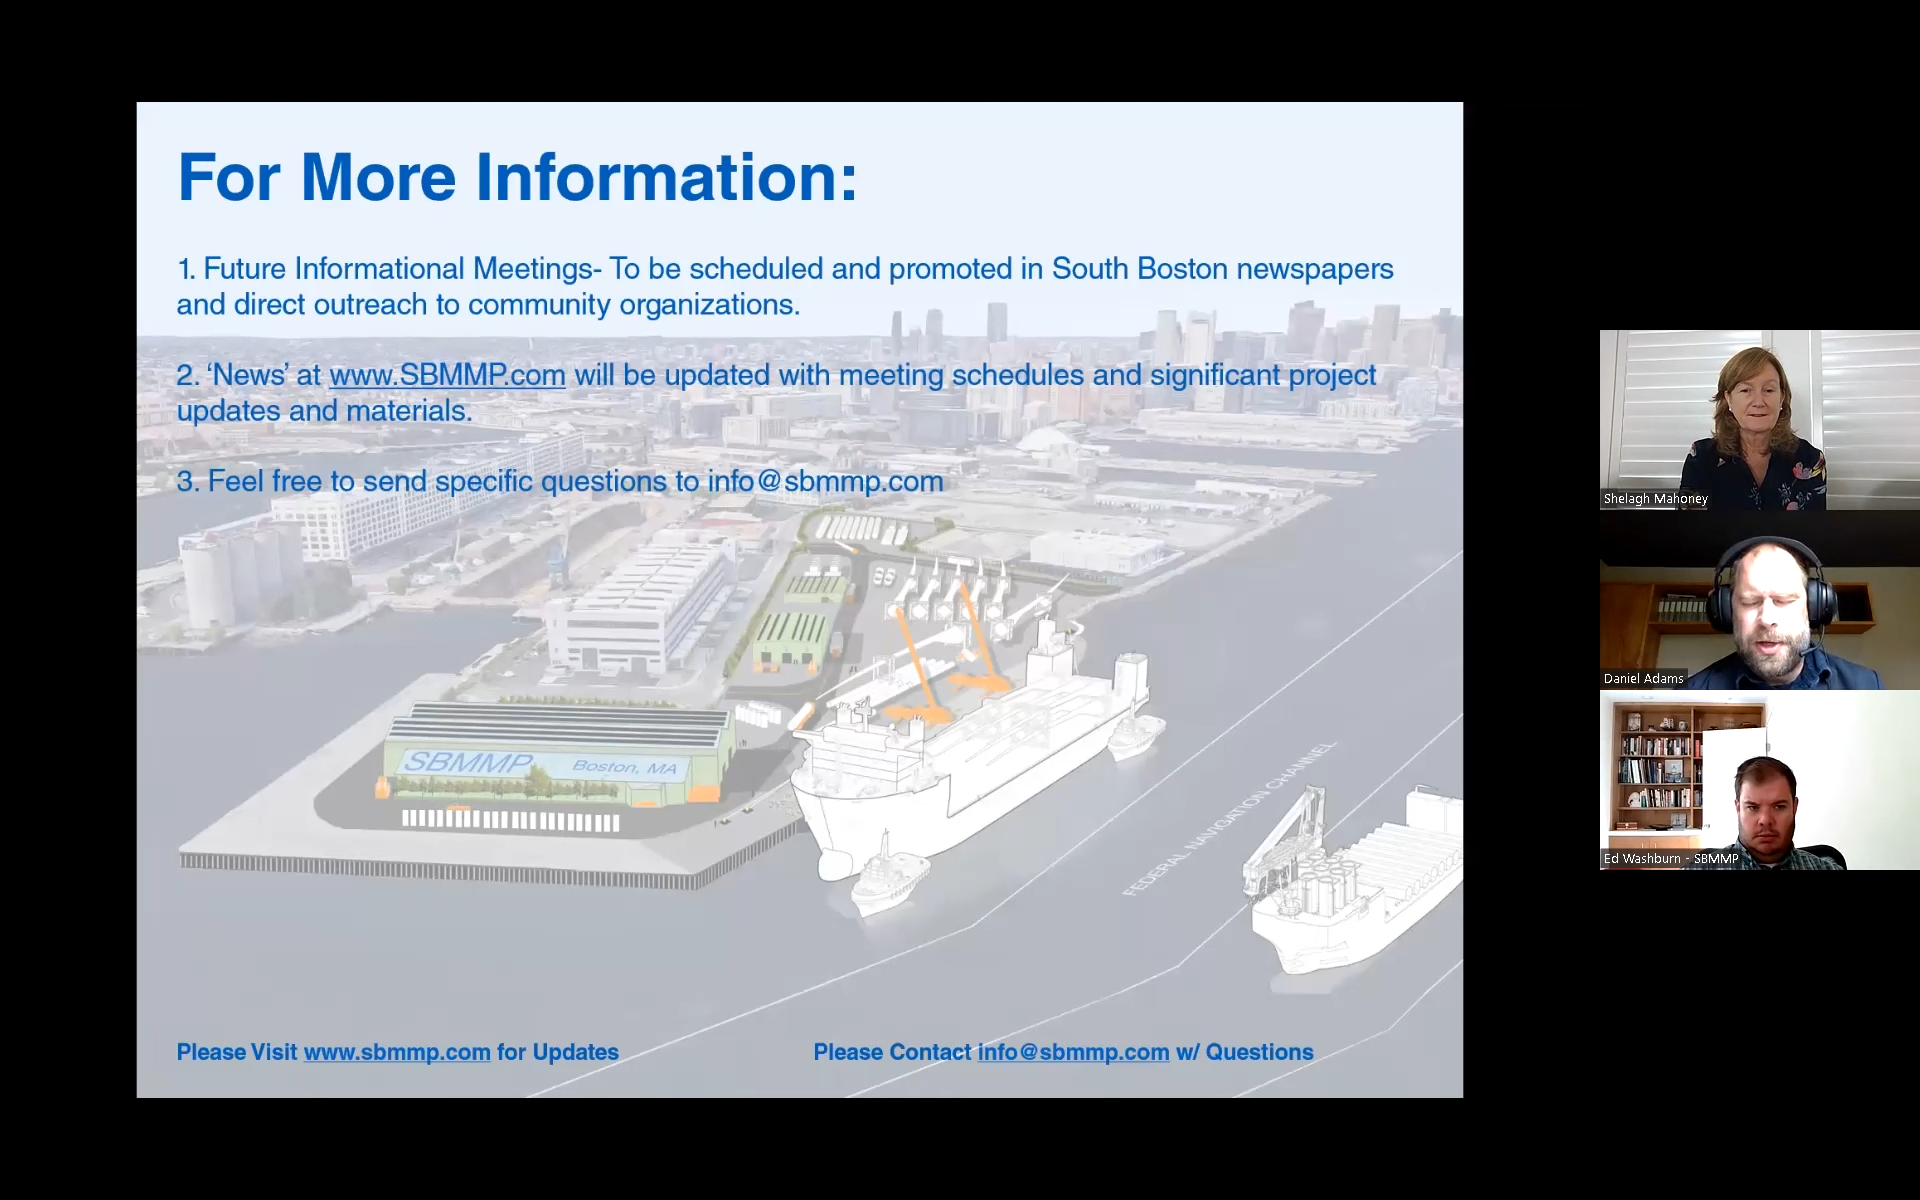 For More Information:
1. Future Informational Meetings- To be scheduled and promoted in South Boston newspapers
and direct outreach to community organizations.
2. ‘News’ at www.SBMMP.com will be updated with meeting schedules and significant project
updates and materials.
3. Feel free to send specific questions to info@sbmmp.com
SBMMP Boston, MA
FEDERAL NAVIGATION CHANNEL
Please Visit www.sbmmp.com for Updates
Please Contact info@sbmmp.com w/ Questions
Shelagh Mahoney
Daniel Adams
Ed Washburn - SBMMP